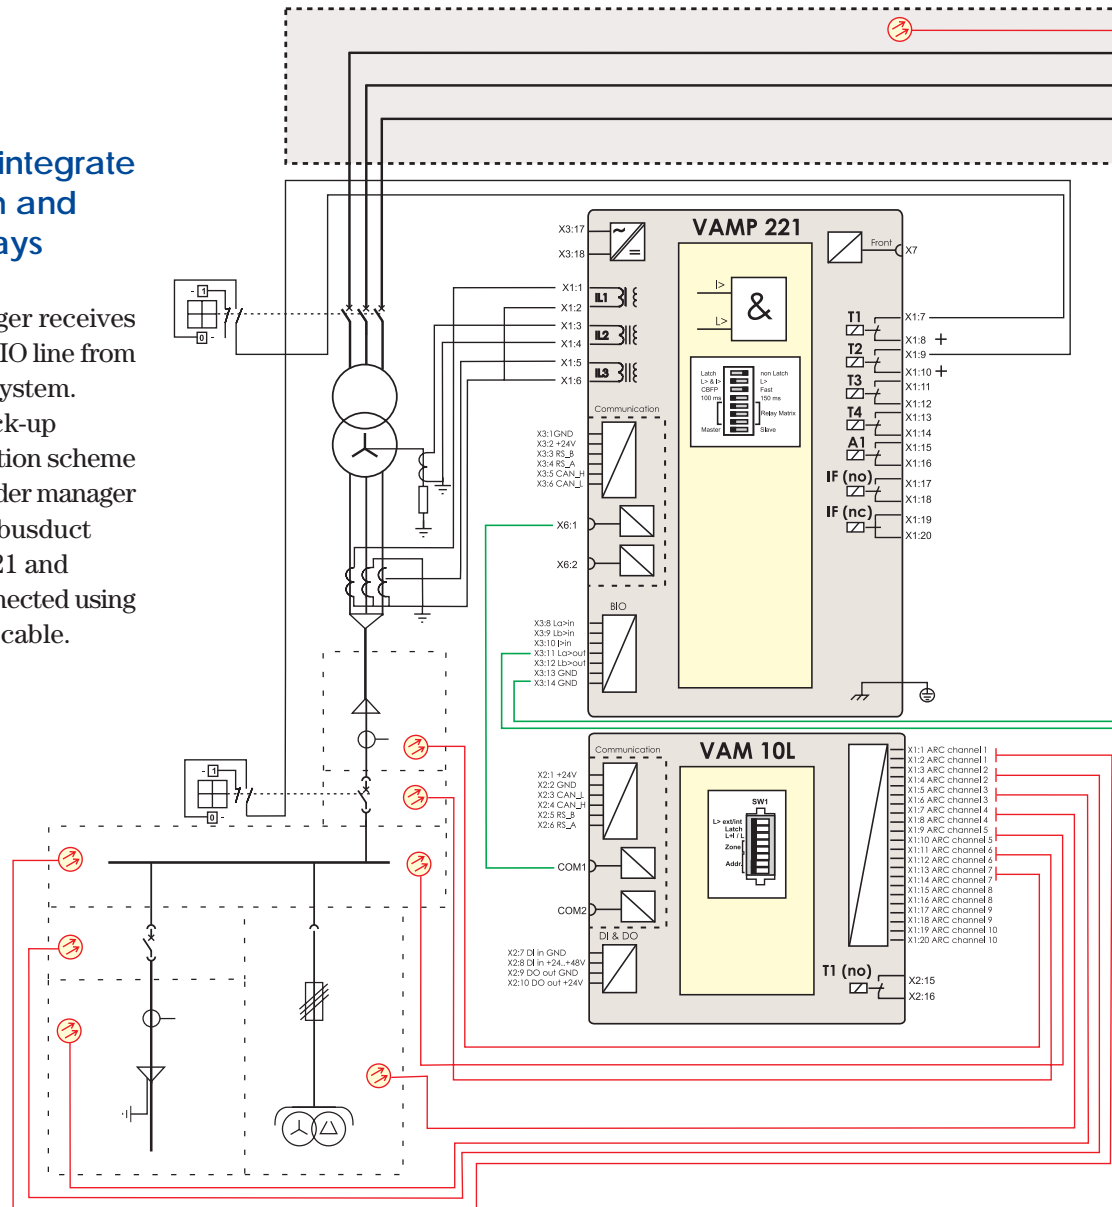 integrate
n and
ays
ger receives
IO line from
ystem.
ck-up
tion scheme
der manager
busduct
21 and
nected using
cable.
- 1
0 -
- 1
0 -
VAMP 221
X3:17
X3:18
~
=
X1:1
X1:2
X1:3
X1:4
X1:5
X1:6
IL1
IL2
IL3
I>
L>
&
Latch
L> & I>
CBFP
100 ms
Master
non Latch
L>
Fast
150 ms
Relay Matrix
Slave
Front
X7
T1
X1:7
X1:8 +
T2
X1:9
X1:10 +
T3
X1:11
X1:12
T4
X1:13
X1:14
A1
X1:15
X1:16
IF (no)
X1:17
X1:18
IF (nc)
X1:19
X1:20
Communication
X3:1GND
X3:2 +24V
X3:3 RS_B
X3:4 RS_A
X3:5 CAN_H
X3:6 CAN_L
X6:1
X6:2
BIO
X3:8 La>in
X3:9 Lb>in
X3:10 I>in
X3:11 La>out
X3:12 Lb>out
X3:13 GND
X3:14 GND
VAM 10L
Communication
X2:1 +24V
X2:2 GND
X2:3 CAN_L
X2:4 CAN_H
X2:5 RS_B
X2:6 RS_A
COM1
COM2
DI & DO
X2:7 DI in GND
X2:8 DI in +24..+48V
X2:9 DO out GND
X2:10 DO out +24V
SW1
L> ext/int
Latch
L+I / L
Zone
Addr.
X1:1 ARC channel 1
X1:2 ARC channel 1
X1:3 ARC channel 2
X1:4 ARC channel 2
X1:5 ARC channel 3
X1:6 ARC channel 3
X1:7 ARC channel 4
X1:8 ARC channel 4
X1:9 ARC channel 5
X1:10 ARC channel 5
X1:11 ARC channel 6
X1:12 ARC channel 6
X1:13 ARC channel 7
X1:14 ARC channel 7
X1:15 ARC channel 8
X1:16 ARC channel 8
X1:17 ARC channel 9
X1:18 ARC channel 9
X1:19 ARC channel 10
X1:20 ARC channel 10
T1 (no)
X2:15
X2:16